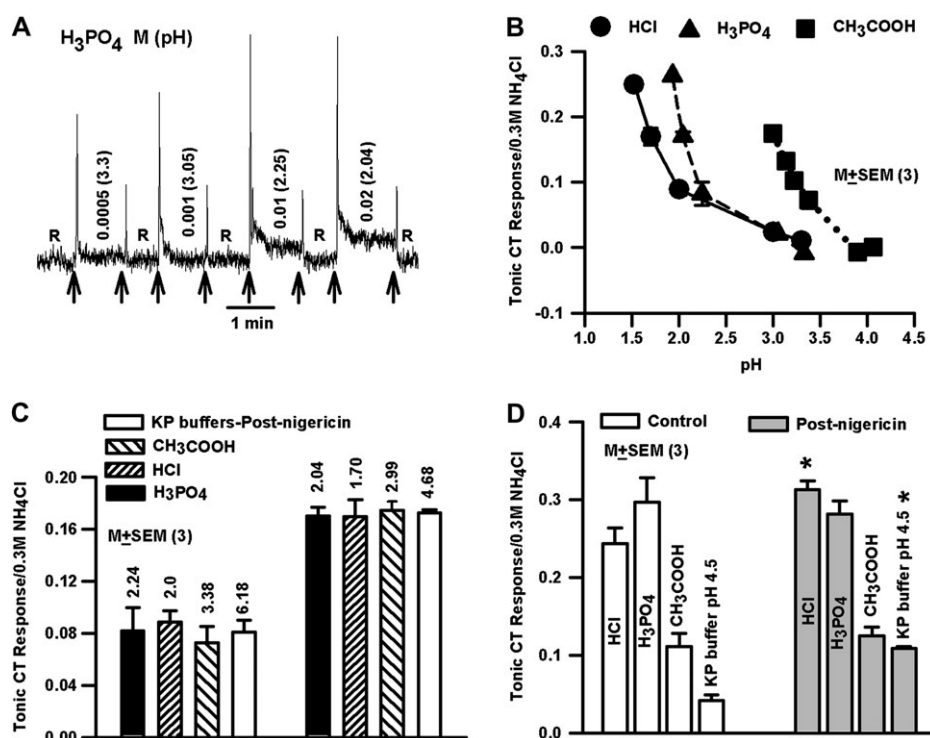 A
H3PO4 M (pH)
R
0.0005 (3.3)
R
0.001 (3.05)
R
0.01 (2.25)
R
0.02 (2.04)
R
1 min
B
HCl H3PO4 CH3COOH
Tonic CT Response/0.3M NH4Cl
0.3
0.2
0.1
0.0
-0.1
M±SEM (3)
1.0 1.5 2.0 2.5 3.0 3.5 4.0 4.5
pH
C
KP buffers-Post-nigericin
CH3COOH
HCl
H3PO4
Tonic CT Response/0.3M NH4Cl
0.20
0.16
0.12
0.08
0.04
0.00
M±SEM (3)
2.24
2.0
3.38
6.18
2.04
1.70
2.99
4.68
D
Control
Post-nigericin
M±SEM (3)
Tonic CT Response/0.3M NH4Cl
0.4
0.3
0.2
0.1
0.0
HCl
H3PO4
CH3COOH
KP buffer pH 4.5
*
HCl
H3PO4
CH3COOH
KP buffer pH 4.5 *